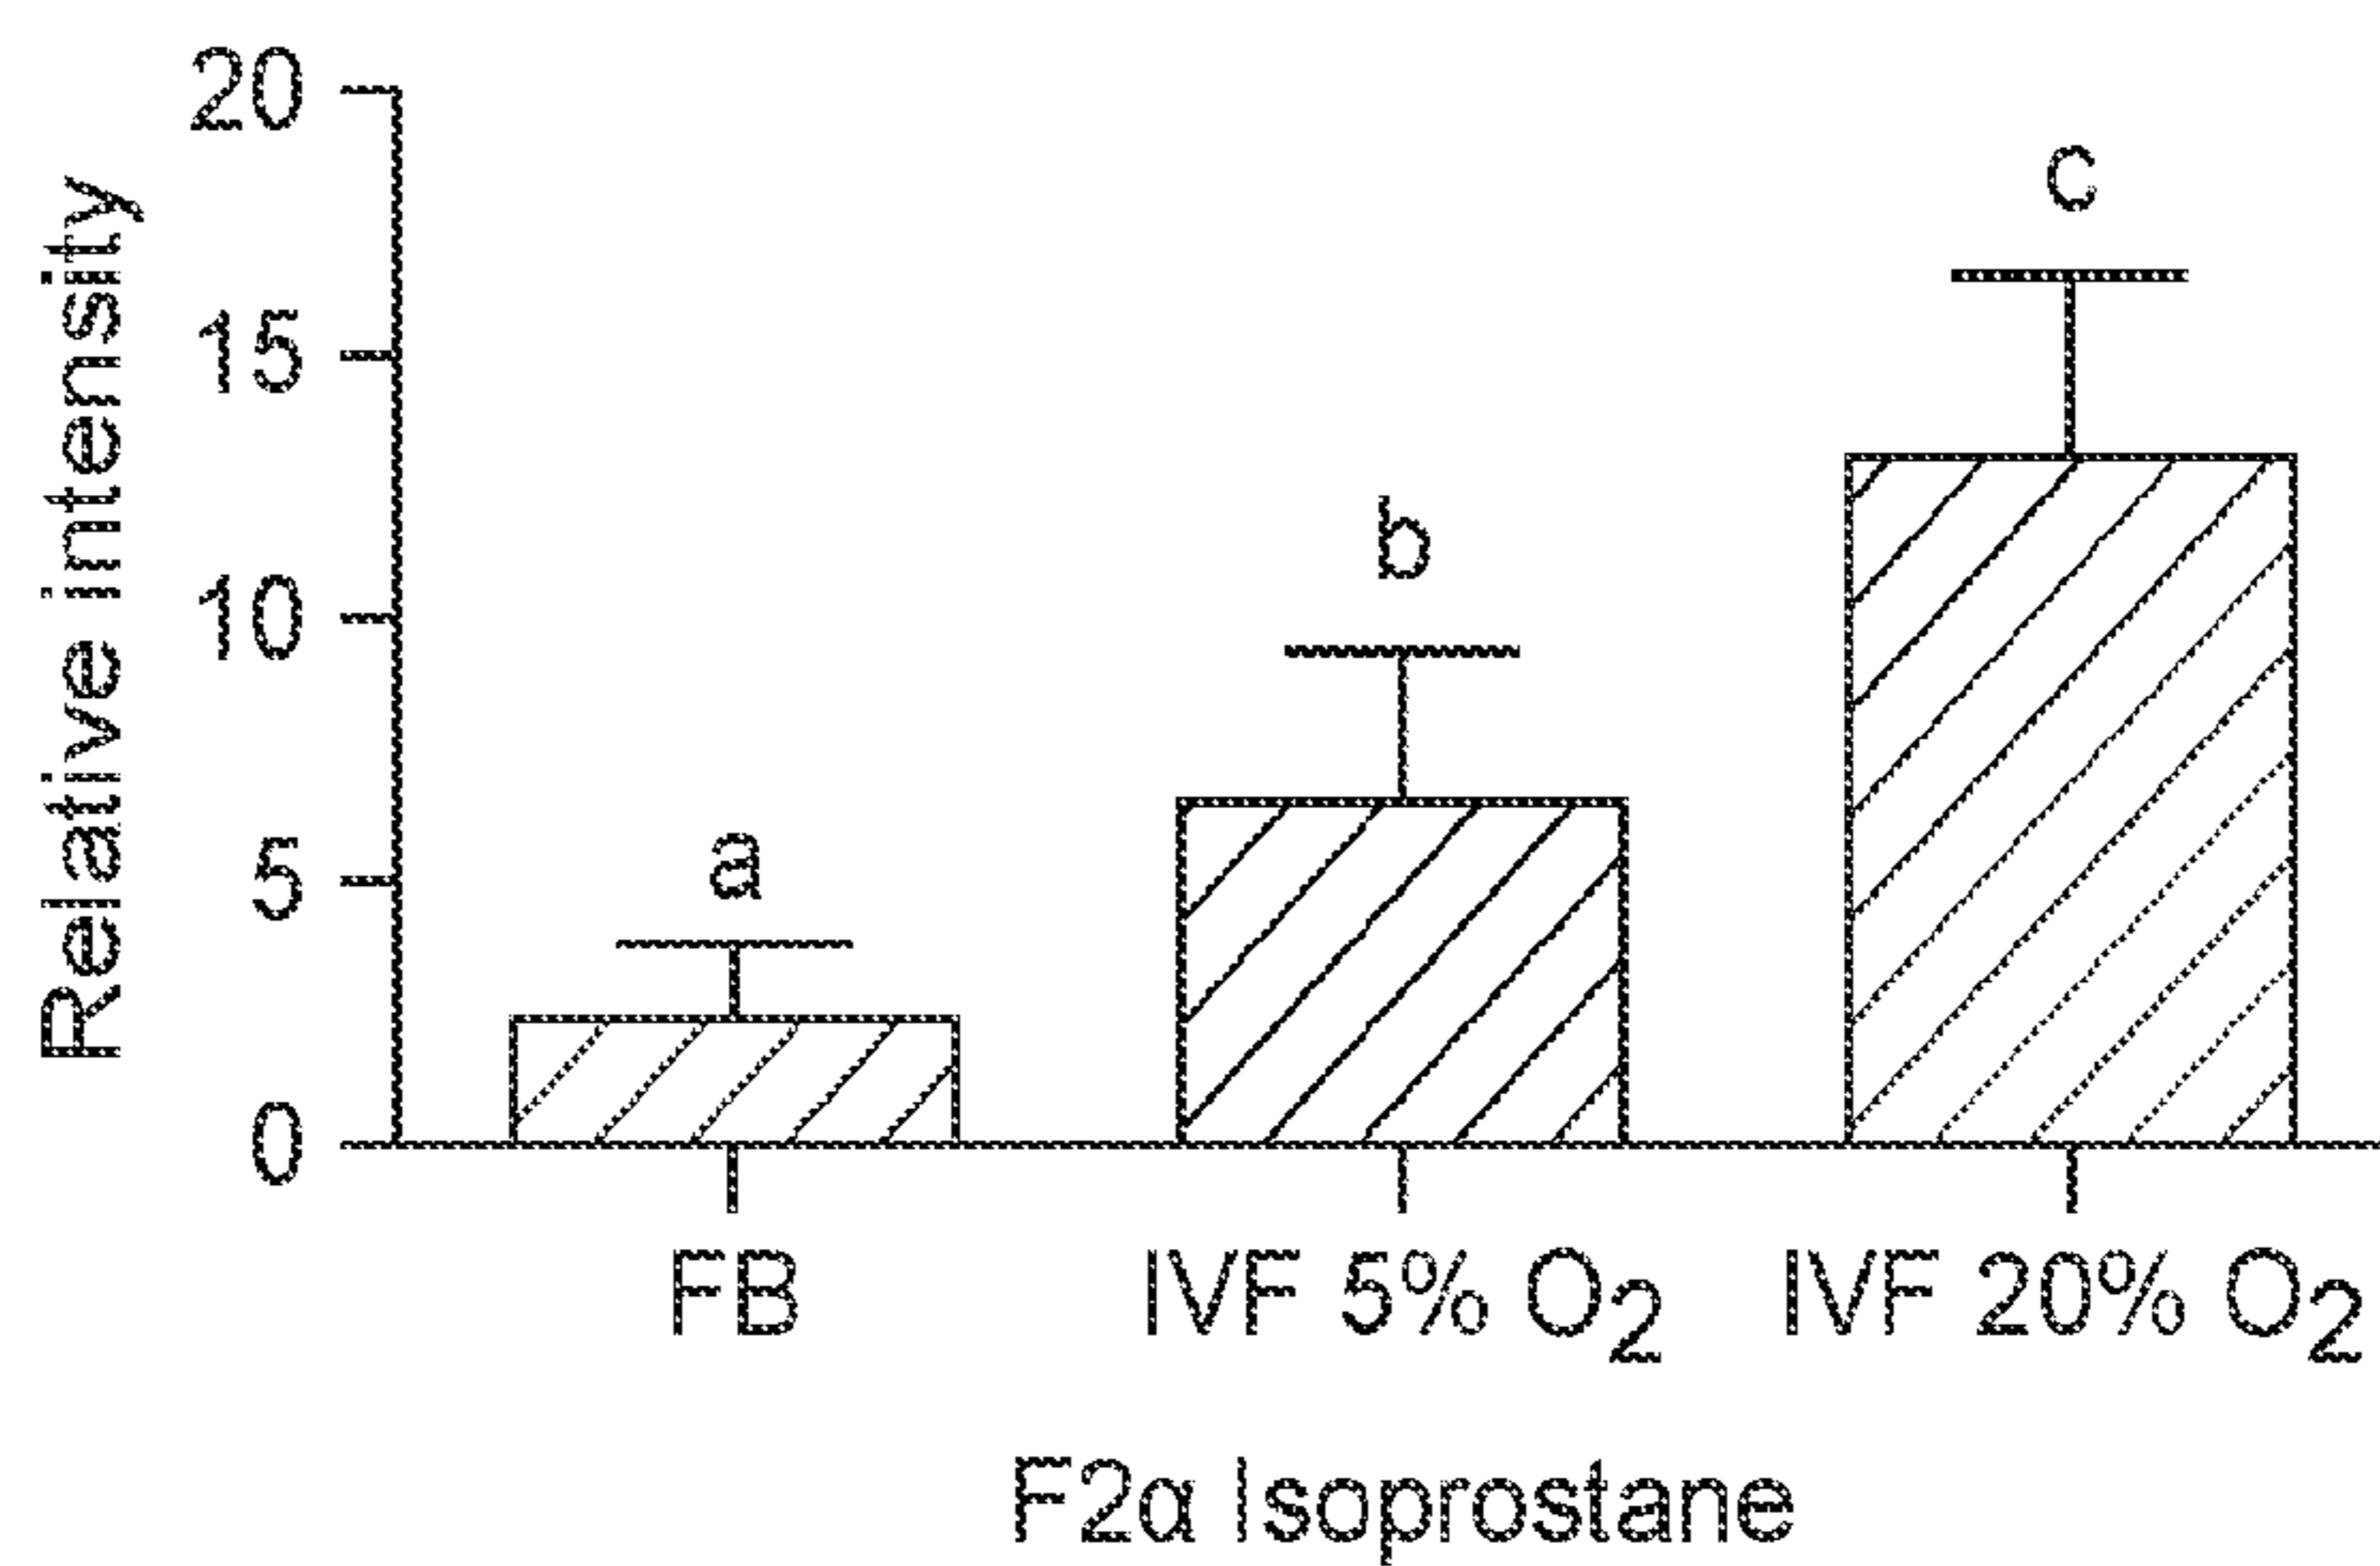 Relative intensity
20
15
10
5
0
a
b
c
FB
IVF 5% O₂
IVF 20% O₂
F2α Isoprostane